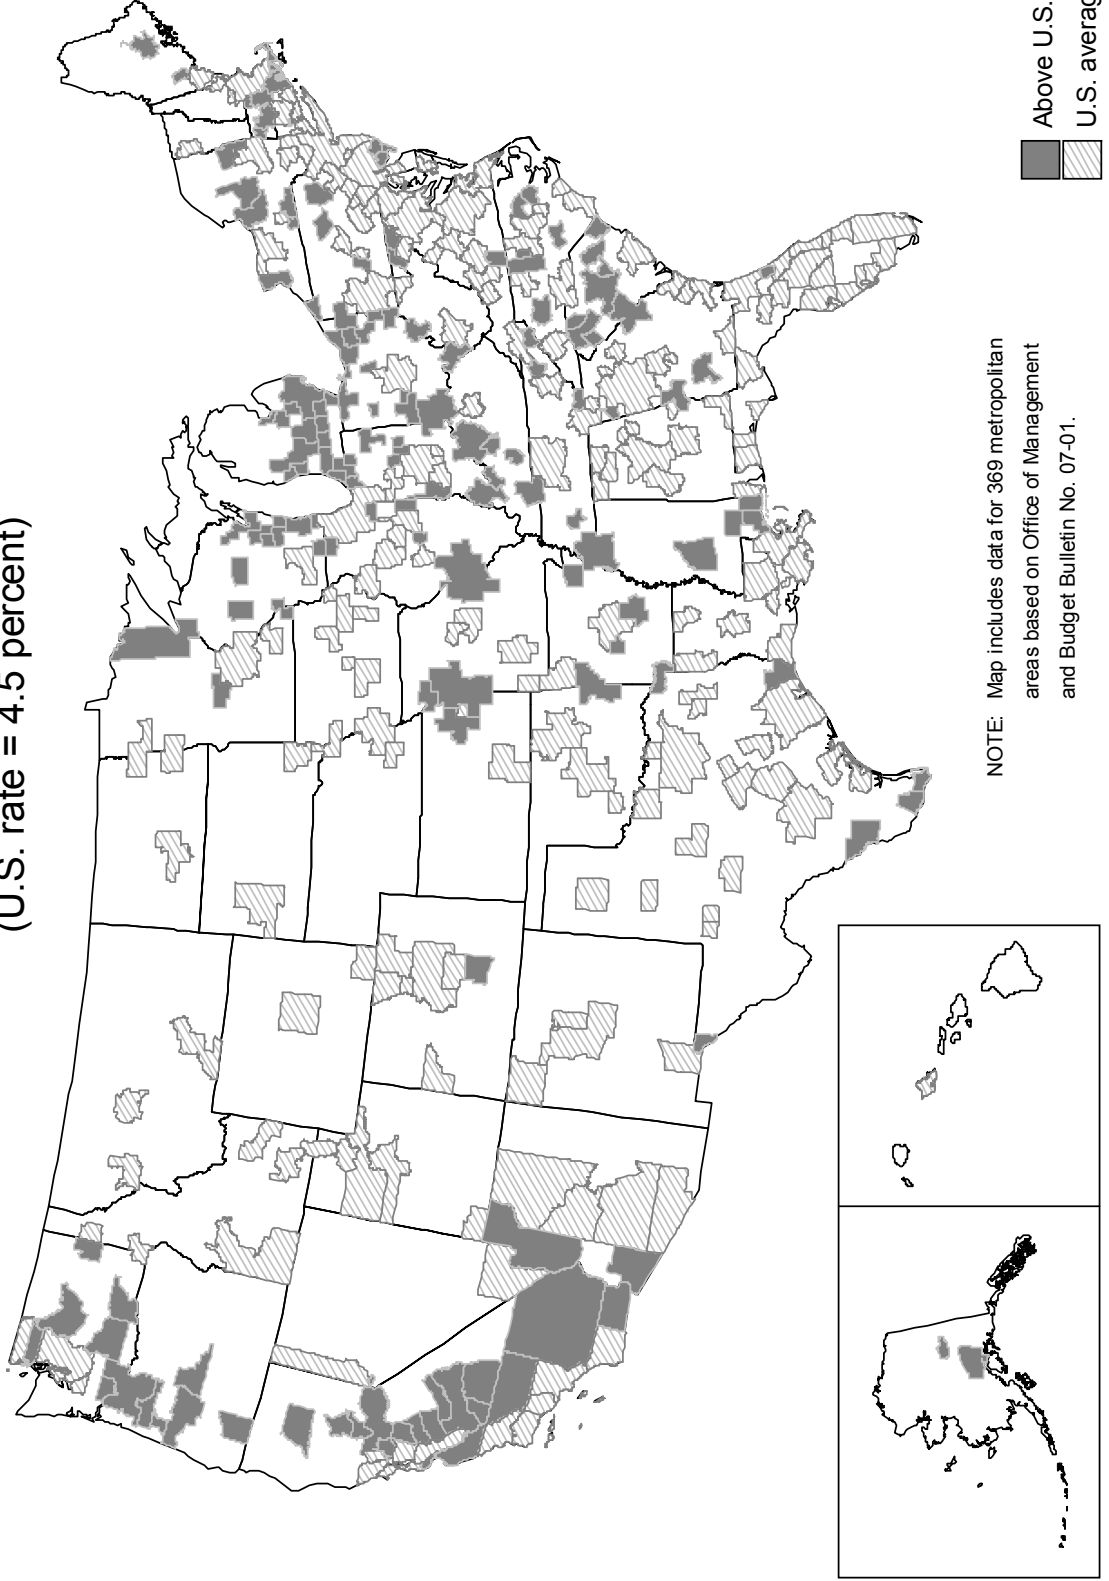 (U.S. rate = 4.5 percent)
Above U.S.
U.S. averag
NOTE: Map includes data for 369 metropolitan
areas based on Office of Management
and Budget Bulletin No. 07-01.